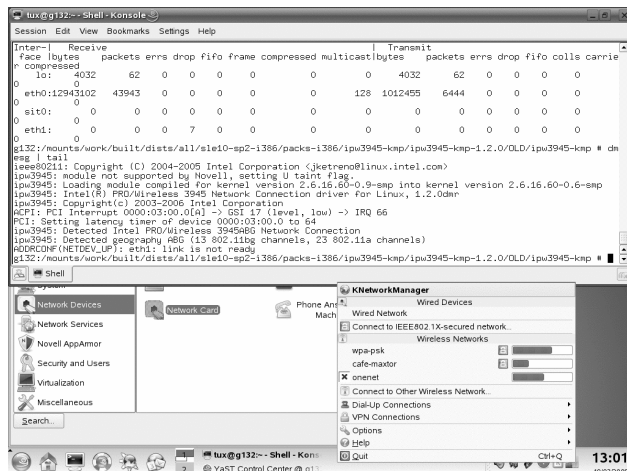 tux@g132:~ - Shell - Konsole
Session Edit View Bookmarks Settings Help
Inter-| Receive | Transmit
face |bytes packets errs drop fifo frame compressed multicast|bytes packets errs drop fifo colls carrie
r compressed
lo: 4032 62 0 0 0 0 0 0 4032 62 0 0 0 0
0 0
eth0:12943102 43943 0 0 0 0 0 128 1012455 6444 0 0 0 0
0 0
sit0: 0 0 0 0 0 0 0 0 0 0 0 0 0 0
0 0
eth1: 0 0 0 7 0 0 0 0 0 0 0 0 0 0
0 0
g132:/mounts/work/built/dists/all/sle10-sp2-i386/packs-i386/ipw3945-kmp/ipw3945-kmp-1.2.0/OLD/ipw3945-kmp # dm
esg | tail
ieee80211: Copyright (C) 2004-2005 Intel Corporation <jketreno@linux.intel.com>
ipw3945: module not supported by Novell, setting U taint flag.
ipw3945: Loading module compiled for kernel version 2.6.16.60-0.9-smp into kernel version 2.6.16.60-0.6-smp
ipw3945: Intel(R) PRO/Wireless 3945 Network Connection driver for Linux, 1.2.0dmr
ipw3945: Copyright(c) 2003-2006 Intel Corporation
ACPI: PCI Interrupt 0000:03:00.0[A] -> GSI 17 (level, low) -> IRQ 66
PCI: Setting latency timer of device 0000:03:00.0 to 64
ipw3945: Detected Intel PRO/Wireless 3945ABG Network Connection
ipw3945: Detected geography ABG (13 802.11bg channels, 23 802.11a channels)
ADDRCONF(NETDEV_UP): eth1: link is not ready
g132:/mounts/work/built/dists/all/sle10-sp2-i386/packs-i386/ipw3945-kmp/ipw3945-kmp-1.2.0/OLD/ipw3945-kmp #
Shell
System
Network Devices
Network Services
Novell AppArmor
Security and Users
Virtualization
Miscellaneous
Search...
Network Card
Phone Ans
Mach
KNetworkManager
Wired Devices
Wired Network
Connect to IEEE802.1X-secured network...
Wireless Networks
wpa-psk
cafe-maxtor
onenet
Connect to Other Wireless Network...
Dial-Up Connections
VPN Connections
Options
Help
Quit Ctrl+Q
1
2
tux@g132:~ - Shell - Kons
YaST Control Center @ g13
13:01